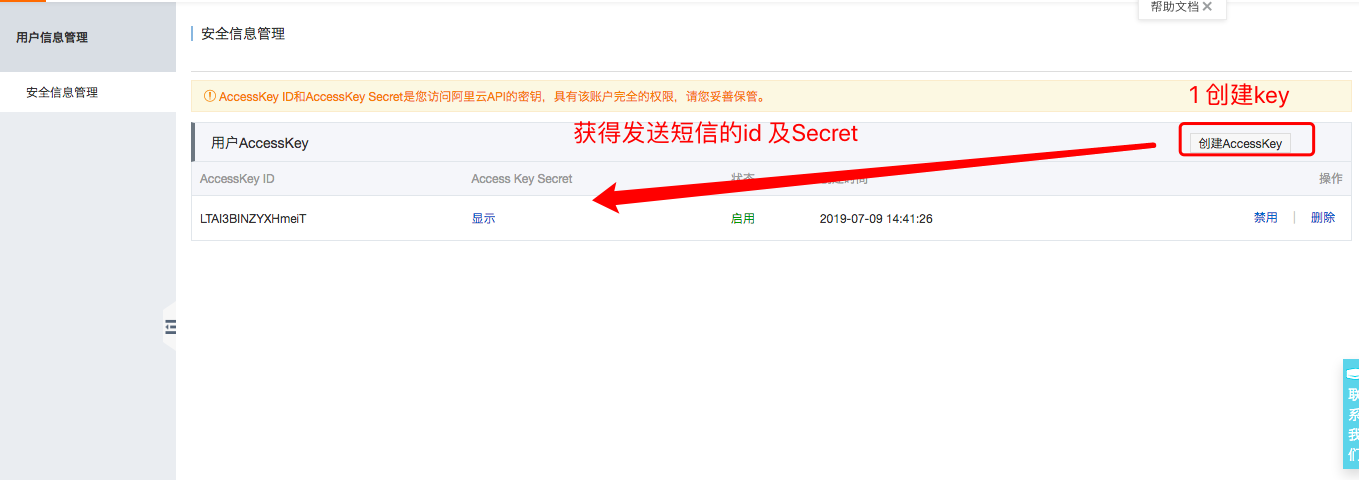 帮助文档
用户信息管理
安全信息管理
安全信息管理
AccessKey ID和AccessKey Secret是您访问阿里云API的密钥，具有该账户完全的权限，请您妥善保管。
1 创建key
获得发送短信的id 及Secret
用户AccessKey
创建AccessKey
AccessKey ID Access Key Secret 状态 操作
LTAI3BINZYXHmeiT 显示 启用 2019-07-09 14:41:26 禁用 | 删除
联系我们